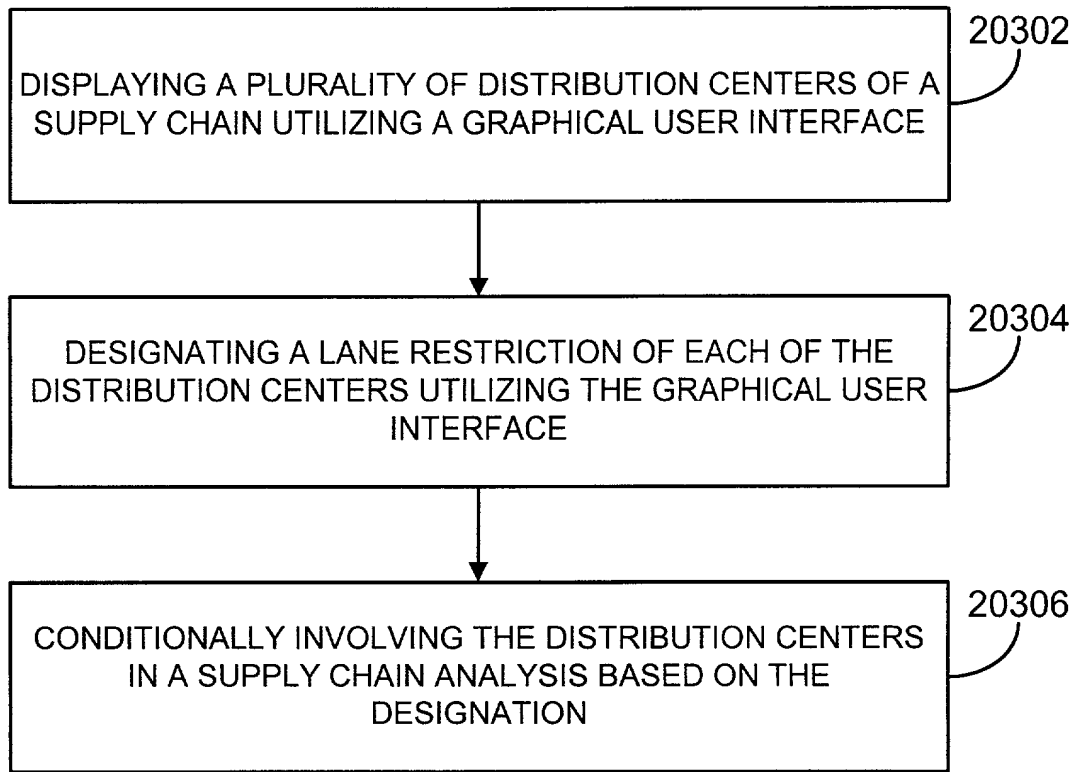 20302
DISPLAYING A PLURALITY OF DISTRIBUTION CENTERS OF A
SUPPLY CHAIN UTILIZING A GRAPHICAL USER INTERFACE
20304
DESIGNATING A LANE RESTRICTION OF EACH OF THE
DISTRIBUTION CENTERS UTILIZING THE GRAPHICAL USER
INTERFACE
20306
CONDITIONALLY INVOLVING THE DISTRIBUTION CENTERS
IN A SUPPLY CHAIN ANALYSIS BASED ON THE
DESIGNATION